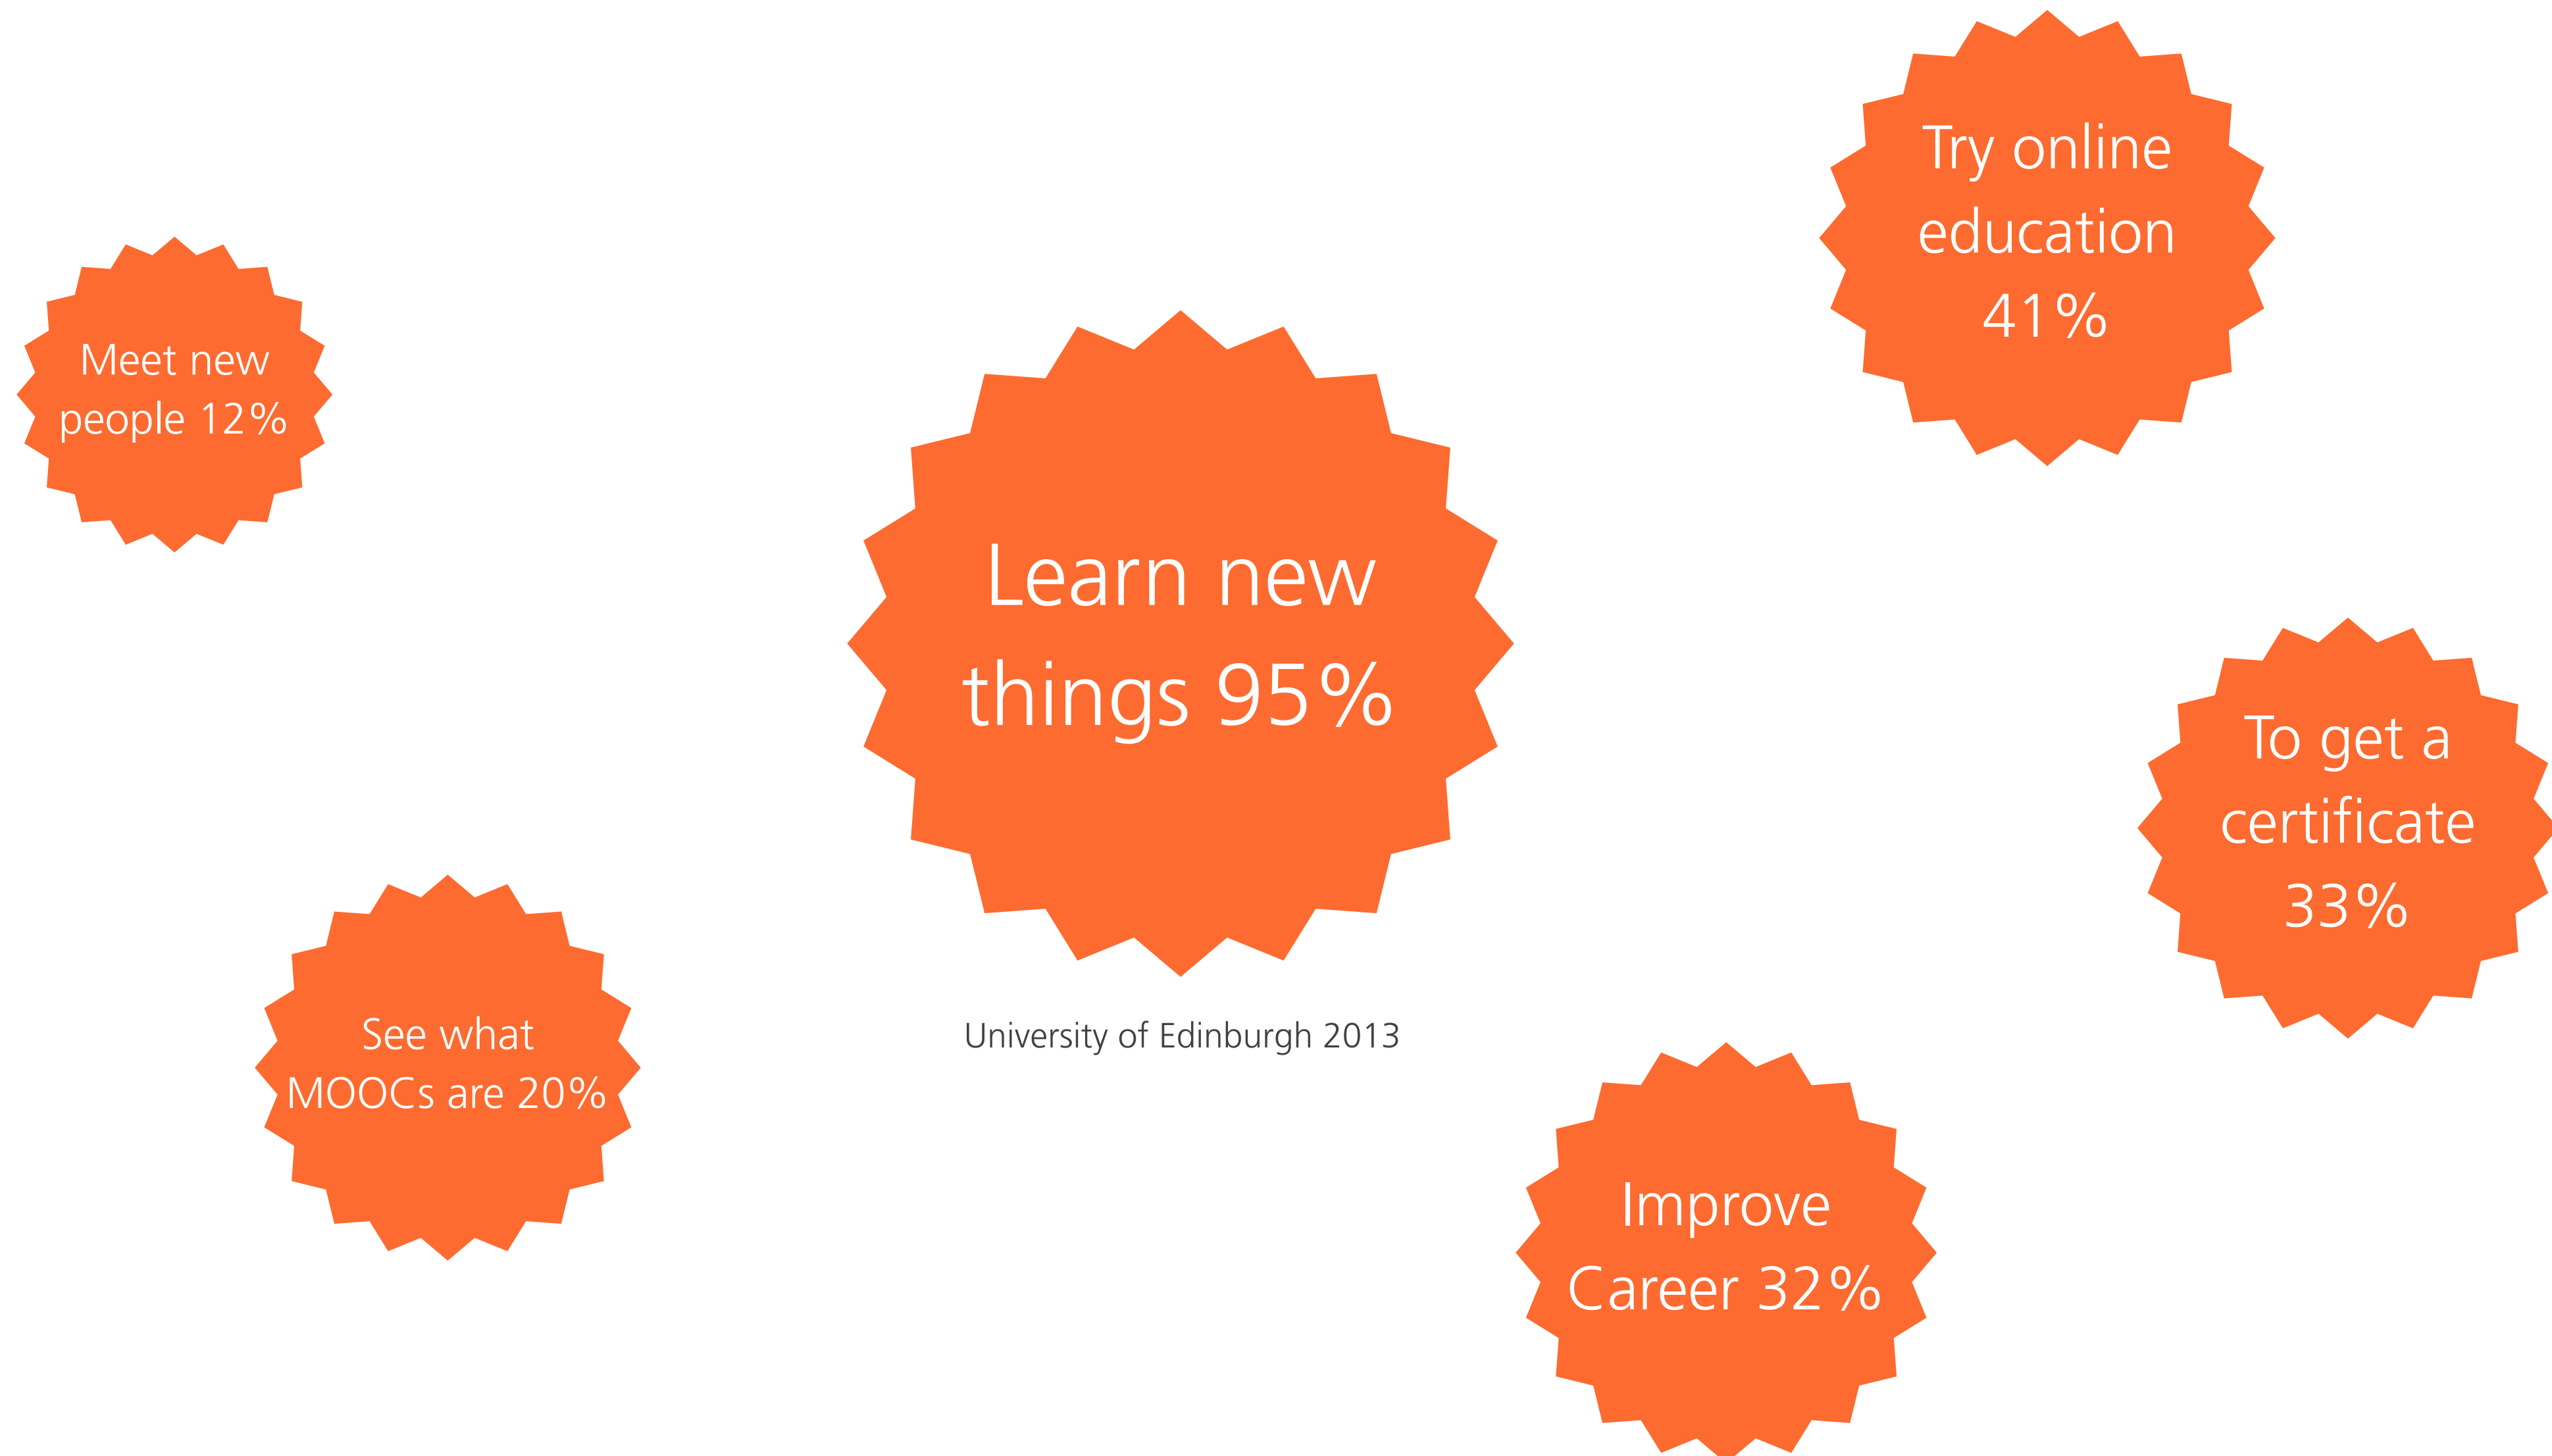 Try online
education
41%
Meet new
people 12%
Learn new
things 95%
To get a
certificate
33%
See what
MOOCs are 20%
University of Edinburgh 2013
Improve
Career 32%